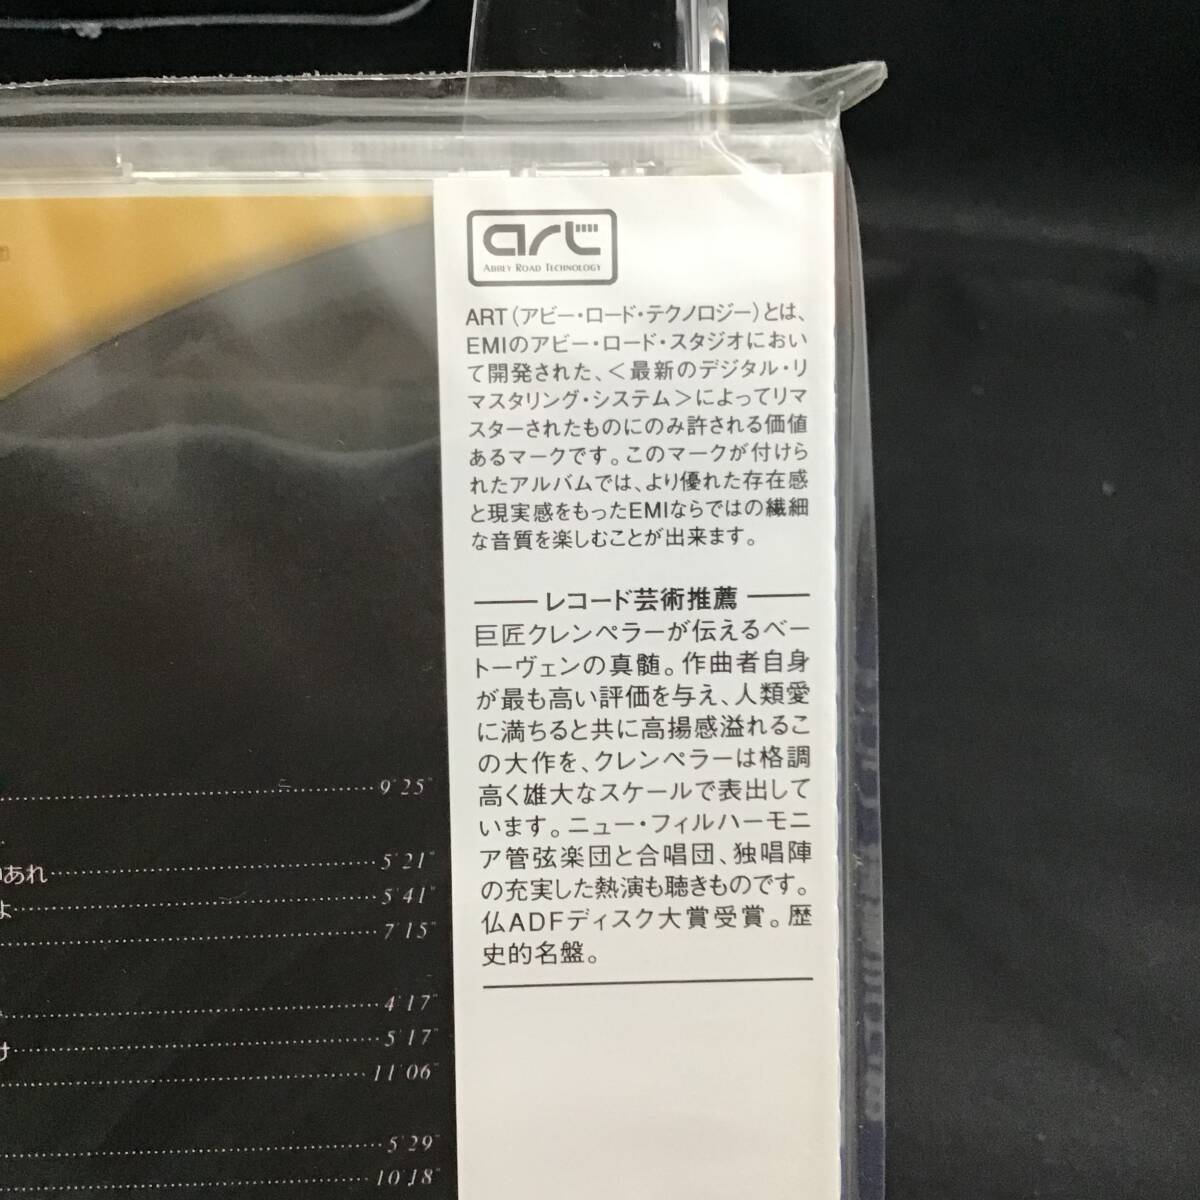 art
ABBEY ROAD TECHNOLOGY
ART(アビー・ロード・テクノロジー)とは、
EMIのアビー・ロード・スタジオにおい
て開発された、＜最新のデジタル・リ
マスタリング・システム＞によってリマ
スターされたものにのみ許される価値
あるマークです。このマークが付けら
れたアルバムでは、より優れた存在感
と現実感をもったEMIならではの繊細
な音質を楽しむことが出来ます。
レコード芸術推薦
巨匠クレンペラーが伝えるベー
トーヴェンの真髄。作曲者自身
が最も高い評価を与え、人類愛
に満ちると共に高揚感溢れるこ
の大作を、クレンペラーは格調
高く雄大なスケールで表出して
います。ニュー・フィルハーモニ
ア管弦楽団と合唱団、独唱陣
の充実した熱演も聴きものです。
仏ADFディスク大賞受賞。歴
史的名盤。
9'25"
あれ 5'21"
よ 5'41"
7'15"
4'17"
け 5'17"
11'06"
5'29"
10'18"